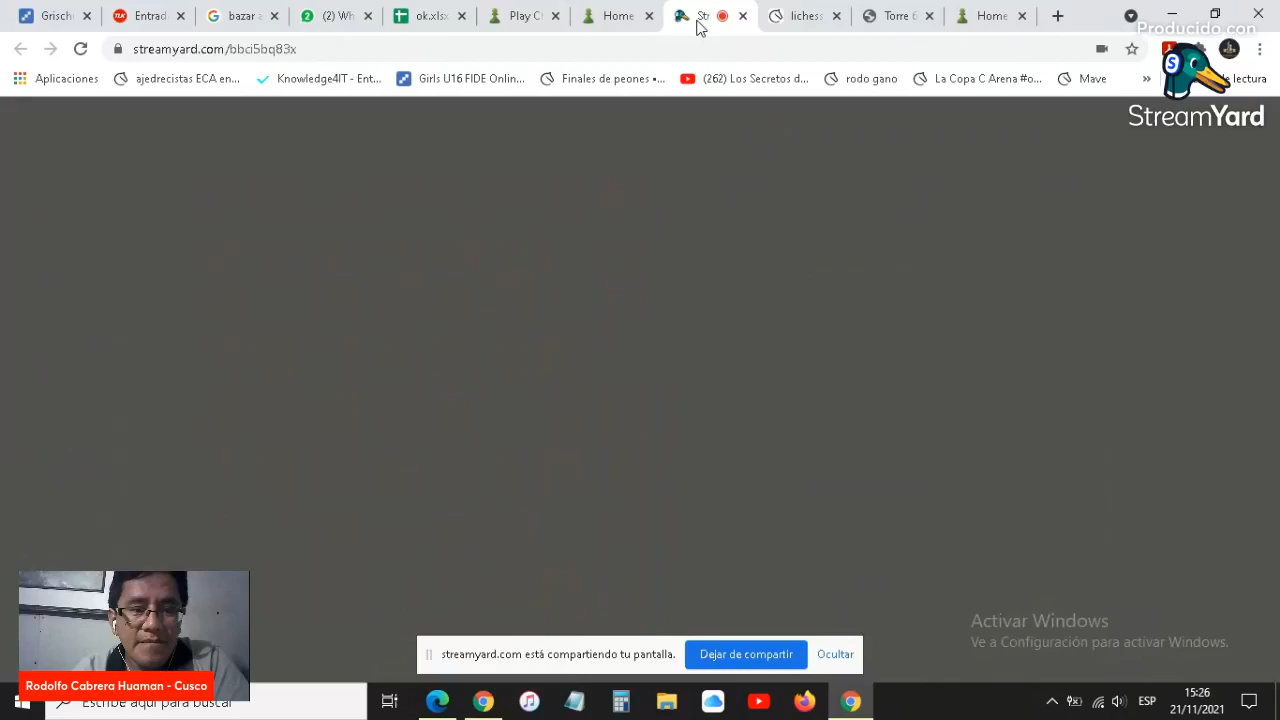 Grisch
Entrad
bazar a
(2) Wh
ok.xlsx
Play C
Home
Str
liches
Torre t
Home
Producido con
streamyard.com/bbci5bq83x
Aplicaciones
ajedrecistas ECA en...
Knowledge4IT - Ent...
Girls U16 FIDE Onlin...
Finales de peones •...
(262) Los Secretos d...
rodo gano
La Copa C Arena #o...
Mave
»
de lectura
StreamYard
Activar Windows
Ve a Configuración para activar Windows.
streamyard.com está compartiendo tu pantalla.
Dejar de compartir
Ocultar
Rodolfo Cabrera Huaman - Cusco
Escribe aquí para buscar
ESP
15:26
21/11/2021